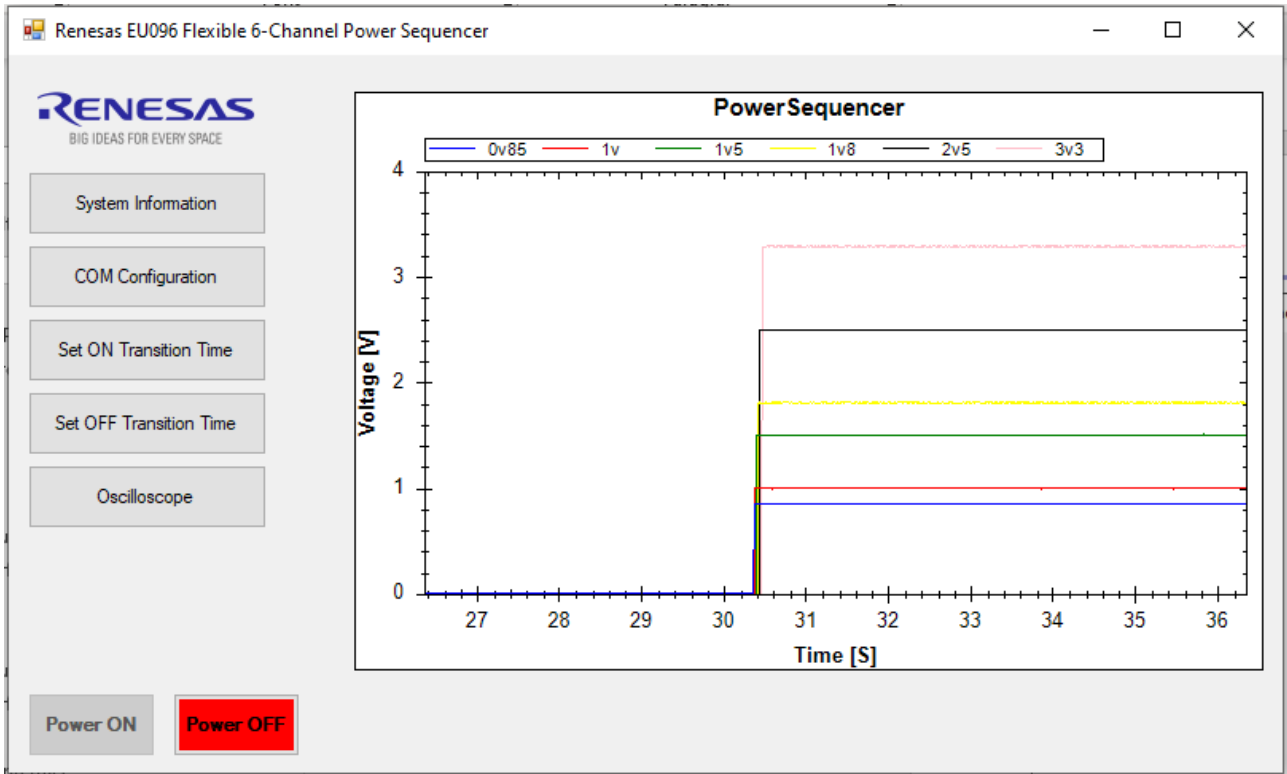 Renesas EU096 Flexible 6-Channel Power Sequencer
RENESAS
BIG IDEAS FOR EVERY SPACE
System Information
COM Configuration
Set ON Transition Time
Set OFF Transition Time
Oscilloscope
Power ON
Power OFF
PowerSequencer
0v85 1v 1v5 1v8 2v5 3v3
Voltage [V]
4
3
2
1
0
27 28 29 30 31 32 33 34 35 36
Time [S]